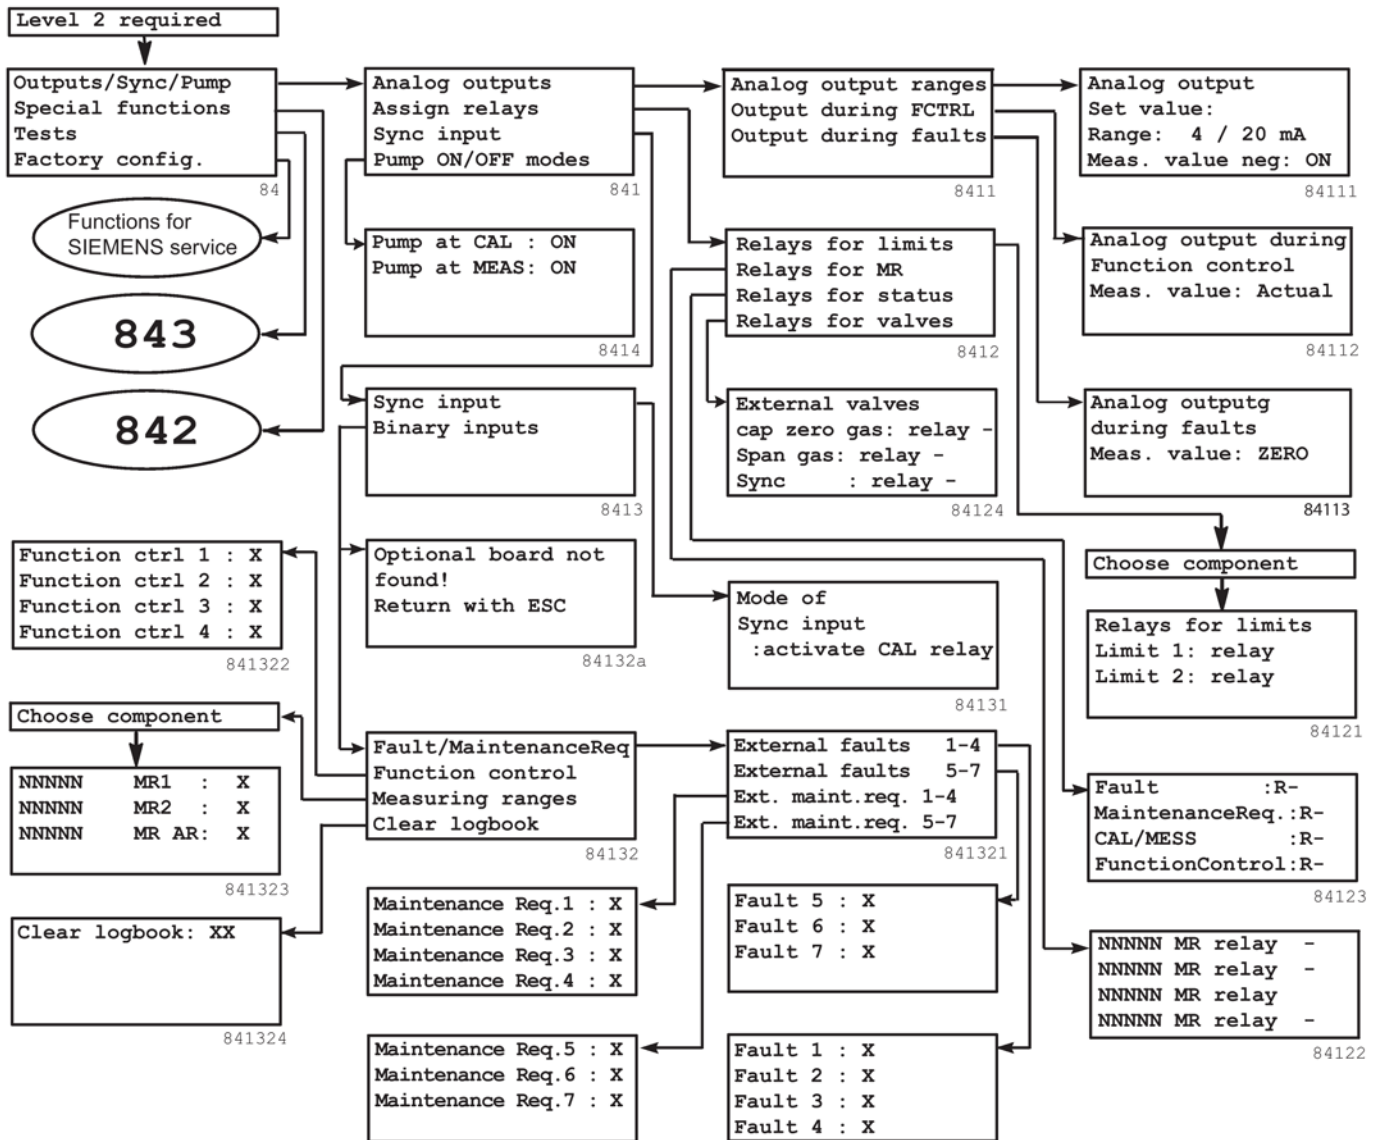 Level 2 required
Outputs/Sync/Pump
Special functions
Tests
Factory config.
84
Functions for
SIEMENS service
843
842
Analog outputs
Assign relays
Sync input
Pump ON/OFF modes
841
Pump at CAL : ON
Pump at MEAS: ON
8414
Sync input
Binary inputs
8413
Optional board not
found!
Return with ESC
84132a
Analog output ranges
Output during FCTRL
Output during faults
8411
Relays for limits
Relays for MR
Relays for status
Relays for valves
8412
External valves
cap zero gas: relay -
Span gas: relay -
Sync : relay -
84124
Mode of
Sync input
:activate CAL relay
84131
Analog output
Set value:
Range: 4 / 20 mA
Meas. value neg: ON
84111
Analog output during
Function control
Meas. value: Actual
84112
Analog outputg
during faults
Meas. value: ZERO
84113
Choose component
Relays for limits
Limit 1: relay
Limit 2: relay
84121
Fault :R-
MaintenanceReq.:R-
CAL/MESS :R-
FunctionControl:R-
84123
NNNNN MR relay -
NNNNN MR relay -
NNNNN MR relay
NNNNN MR relay -
84122
Function ctrl 1 : X
Function ctrl 2 : X
Function ctrl 3 : X
Function ctrl 4 : X
841322
Choose component
NNNNN MR1 : X
NNNNN MR2 : X
NNNNN MR AR: X
841323
Clear logbook: XX
841324
Fault/MaintenanceReq
Function control
Measuring ranges
Clear logbook
84132
Maintenance Req.1 : X
Maintenance Req.2 : X
Maintenance Req.3 : X
Maintenance Req.4 : X
Maintenance Req.5 : X
Maintenance Req.6 : X
Maintenance Req.7 : X
External faults 1-4
External faults 5-7
Ext. maint.req. 1-4
Ext. maint.req. 5-7
841321
Fault 5 : X
Fault 6 : X
Fault 7 : X
Fault 1 : X
Fault 2 : X
Fault 3 : X
Fault 4 : X